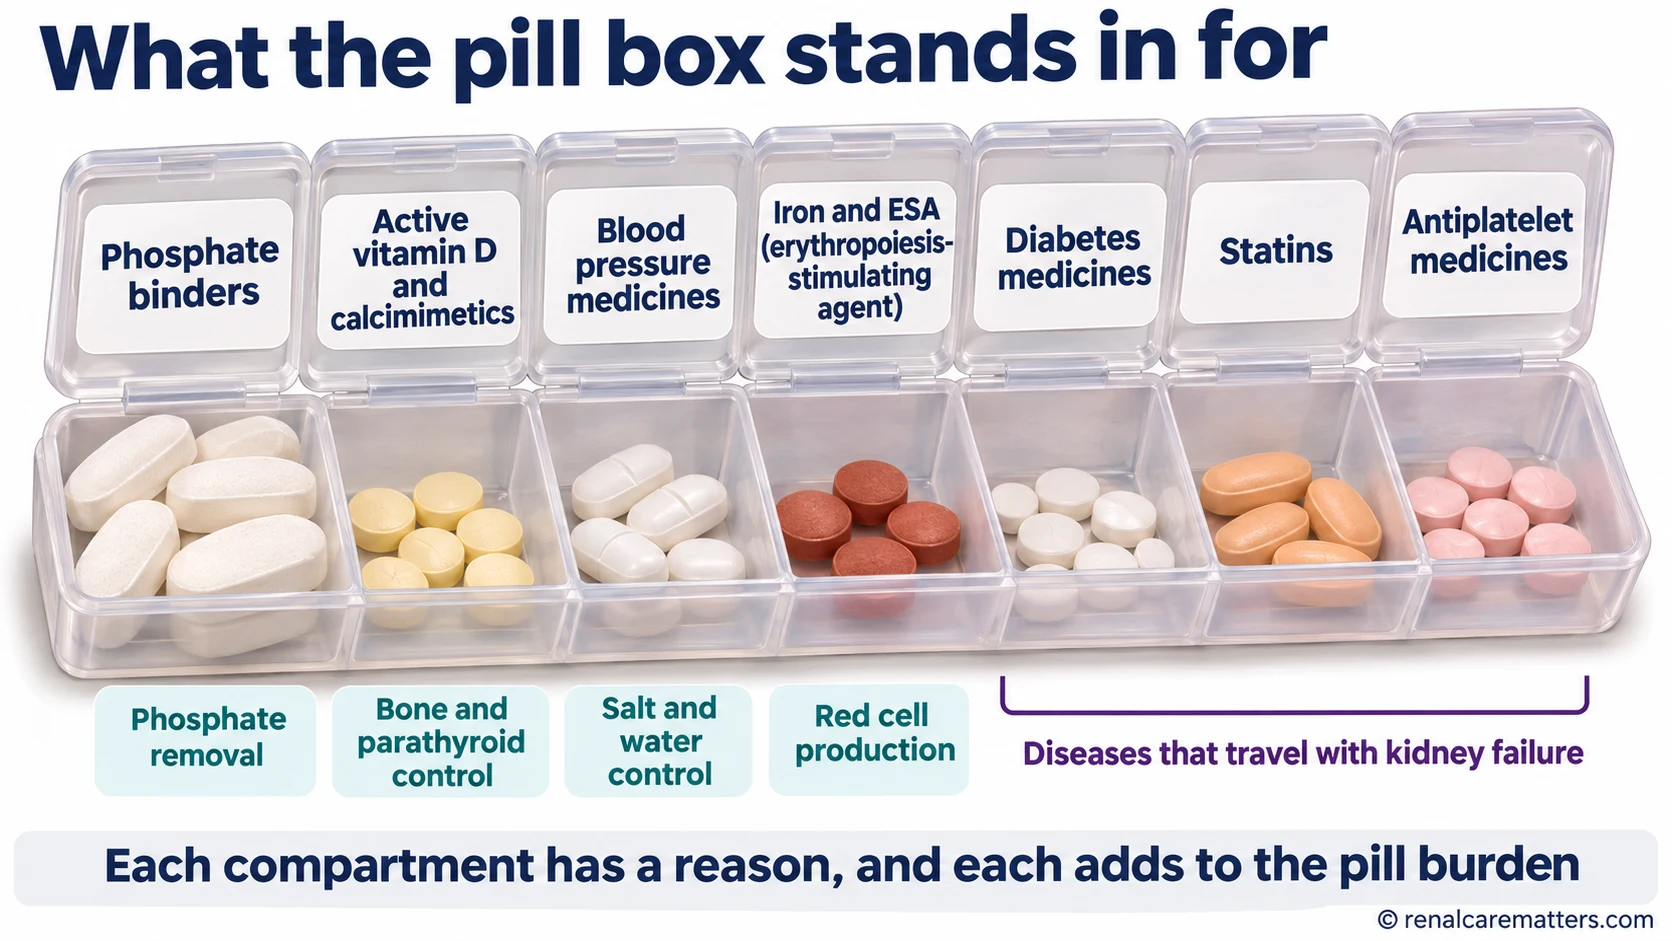 What the pill box stands in for
Phosphate
binders
Active
vitamin D
and
calcimimetics
Blood
pressure
medicines
Iron and ESA
(erythropoiesis-
stimulating
agent)
Diabetes
medicines
Statins
Antiplatelet
medicines
Phosphate
removal
Bone and
parathyroid
control
Salt and
water
control
Red cell
production
Diseases that travel with kidney failure
Each compartment has a reason, and each adds to the pill burden
© renalcarematters.com